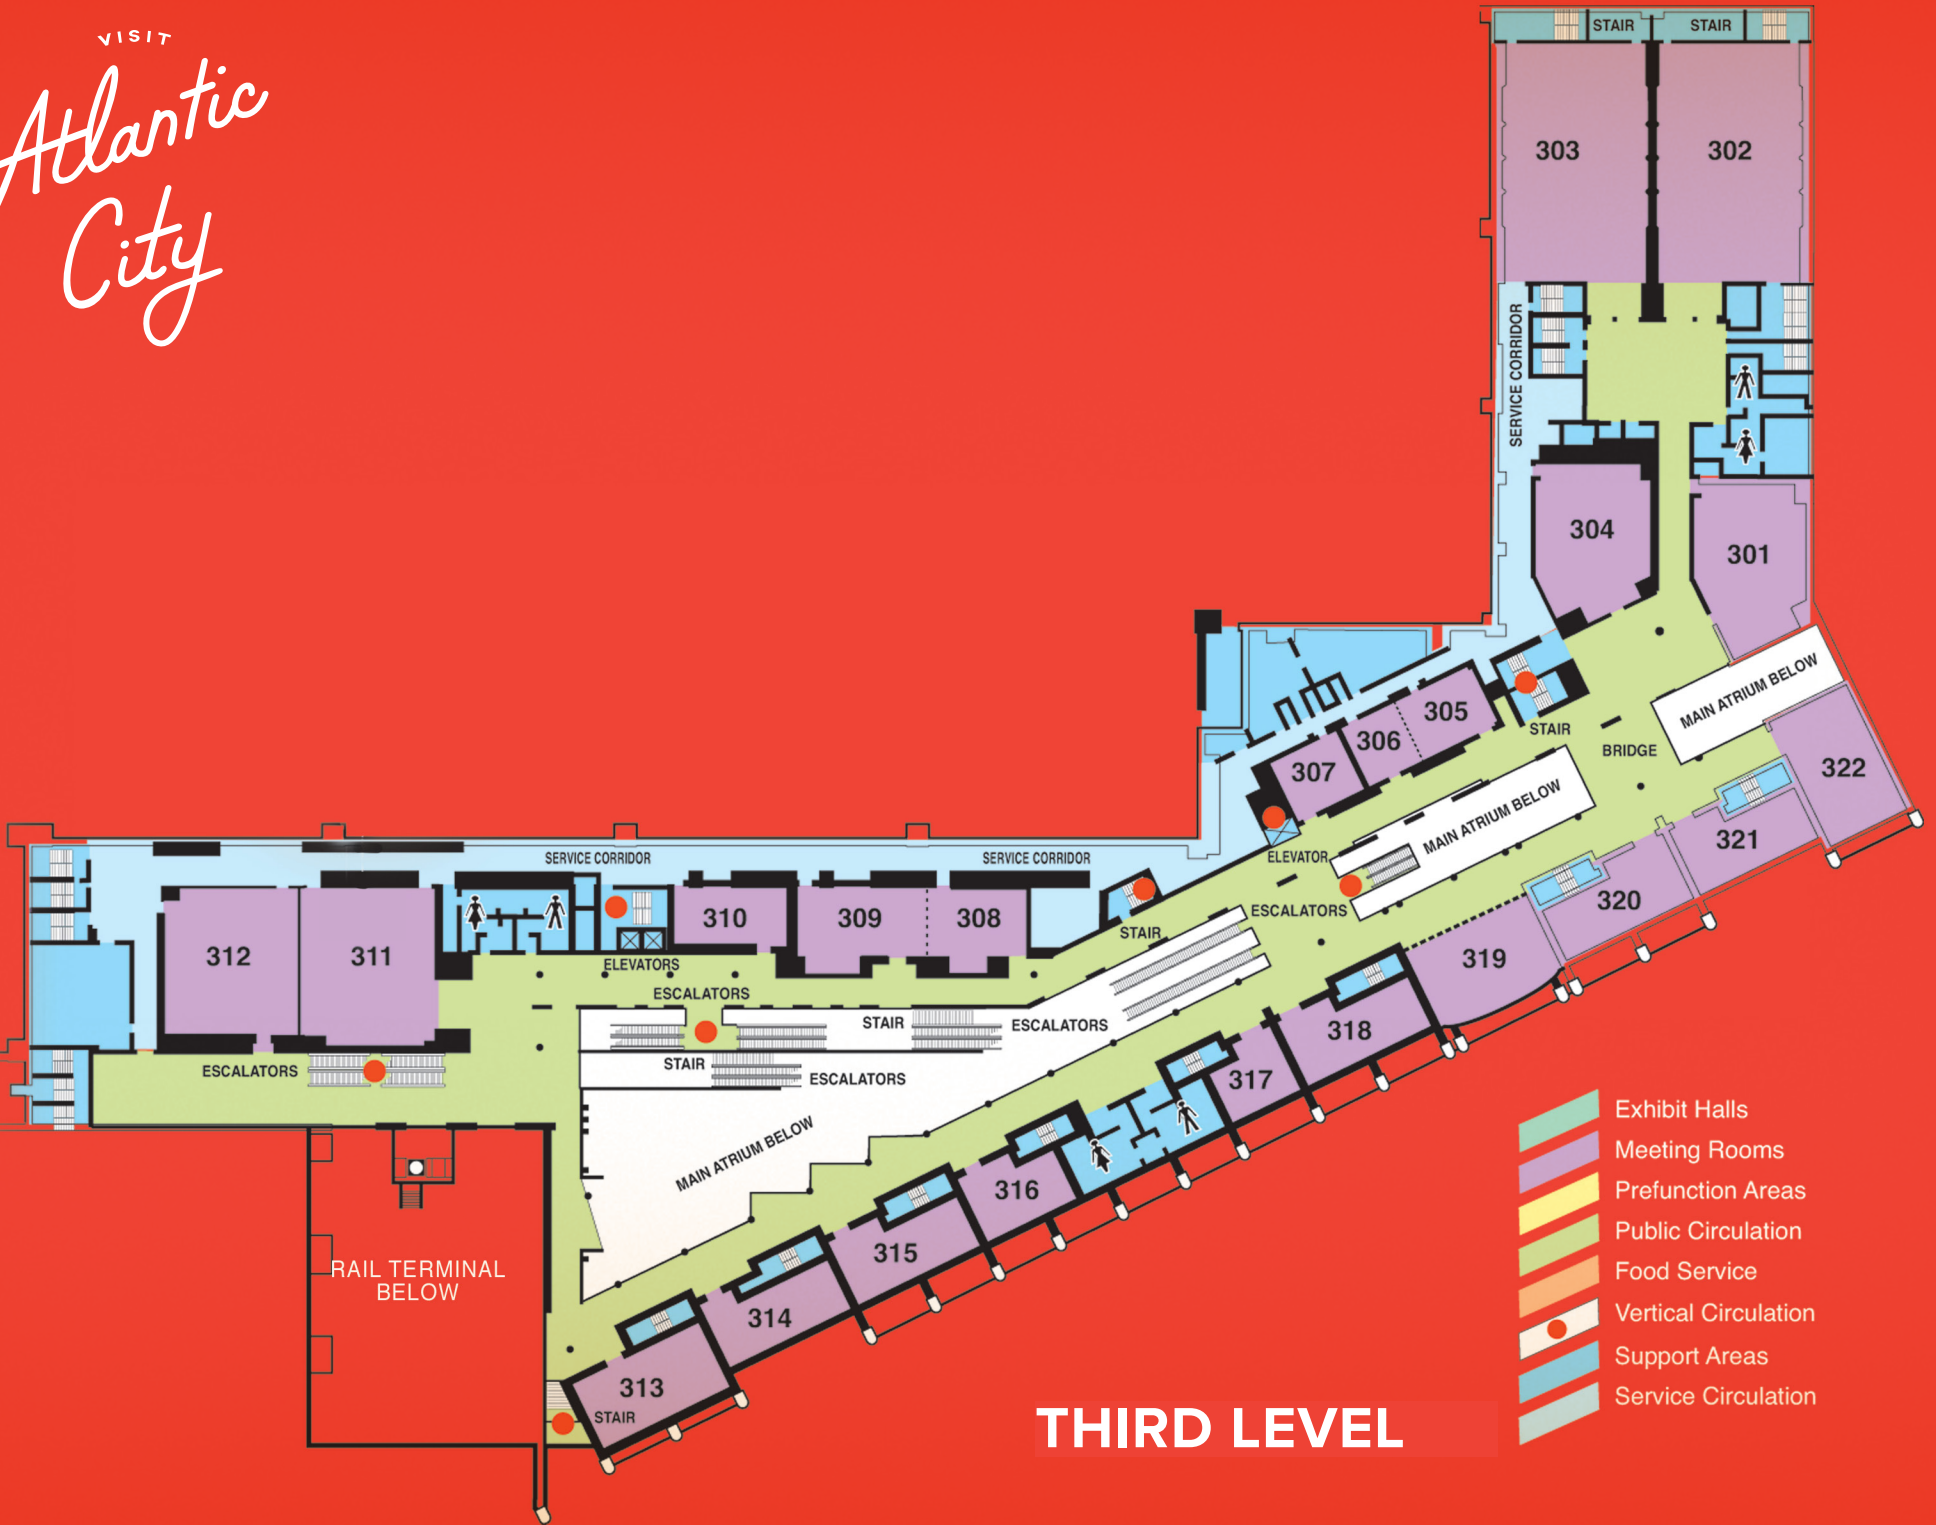 VISIT
Atlantic
City
STAIR
STAIR
303
302
SERVICE CORRIDOR
304
301
MAIN ATRIUM BELOW
305
306
307
STAIR
BRIDGE
322
MAIN ATRIUM BELOW
321
ELEVATOR
ESCALATORS
320
SERVICE CORRIDOR
SERVICE CORRIDOR
312
311
310
309
308
STAIR
319
ELEVATORS
ESCALATORS
STAIR
ESCALATORS
318
ESCALATORS
STAIR
ESCALATORS
317
MAIN ATRIUM BELOW
316
315
RAIL TERMINAL
BELOW
314
313
STAIR
THIRD LEVEL
Exhibit Halls
Meeting Rooms
Prefunction Areas
Public Circulation
Food Service
Vertical Circulation
Support Areas
Service Circulation